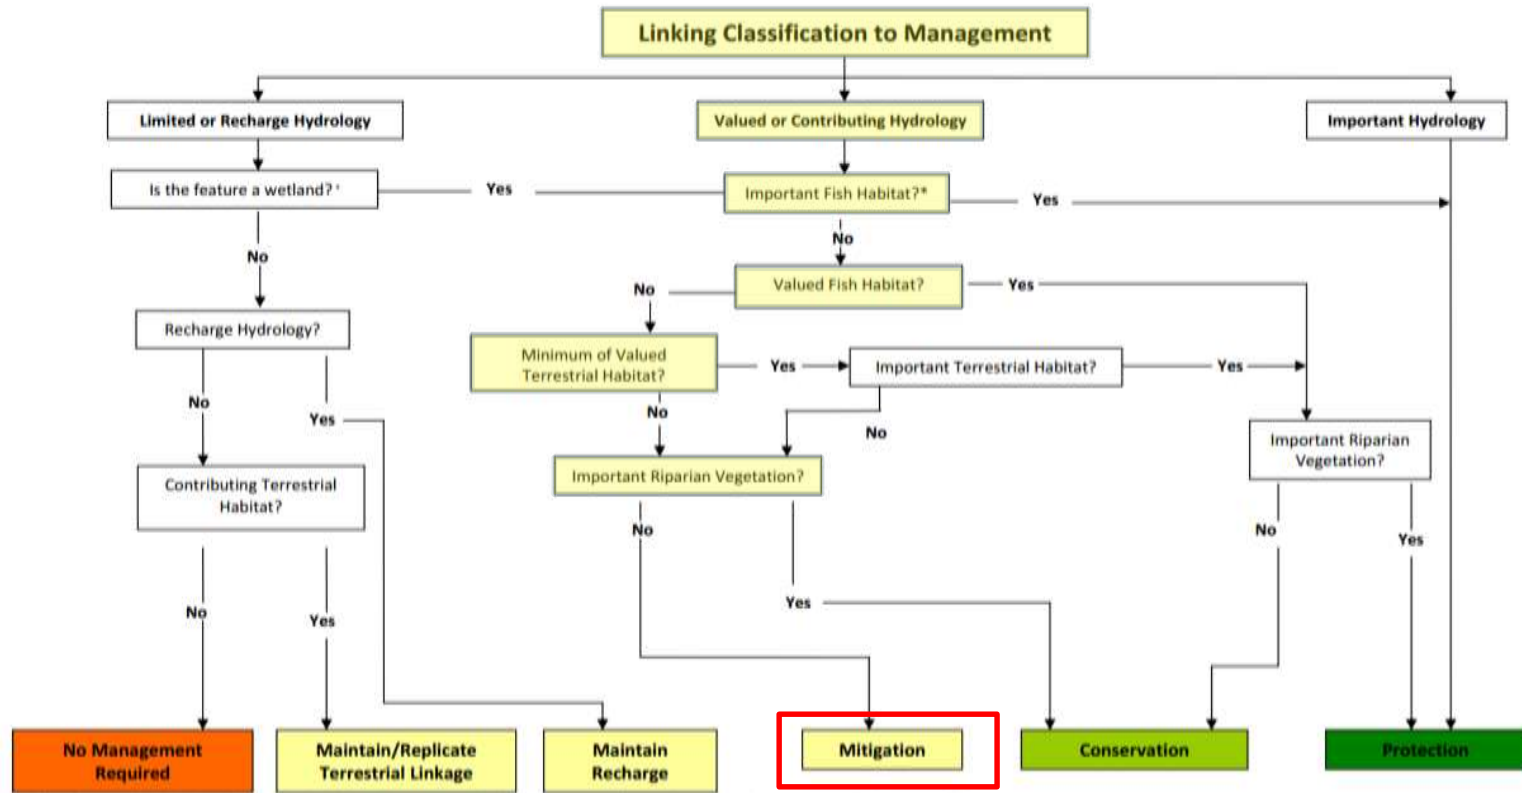 Linking Classification to Management
Limited or Recharge Hydrology
Valued or Contributing Hydrology
Important Hydrology
Is the feature a wetland?
Yes
Important Fish Habitat?*
Yes
No
No
Valued Fish Habitat?
Yes
No
Recharge Hydrology?
Minimum of Valued
Terrestrial Habitat?
Yes
Important Terrestrial Habitat?
Yes
No
Yes
No
No
Important Riparian
Vegetation?
Contributing Terrestrial
Habitat?
Important Riparian Vegetation?
No
No
Yes
No
Yes
Yes
No Management
Required
Maintain/Replicate
Terrestrial Linkage
Maintain
Recharge
Mitigation
Conservation
Protection